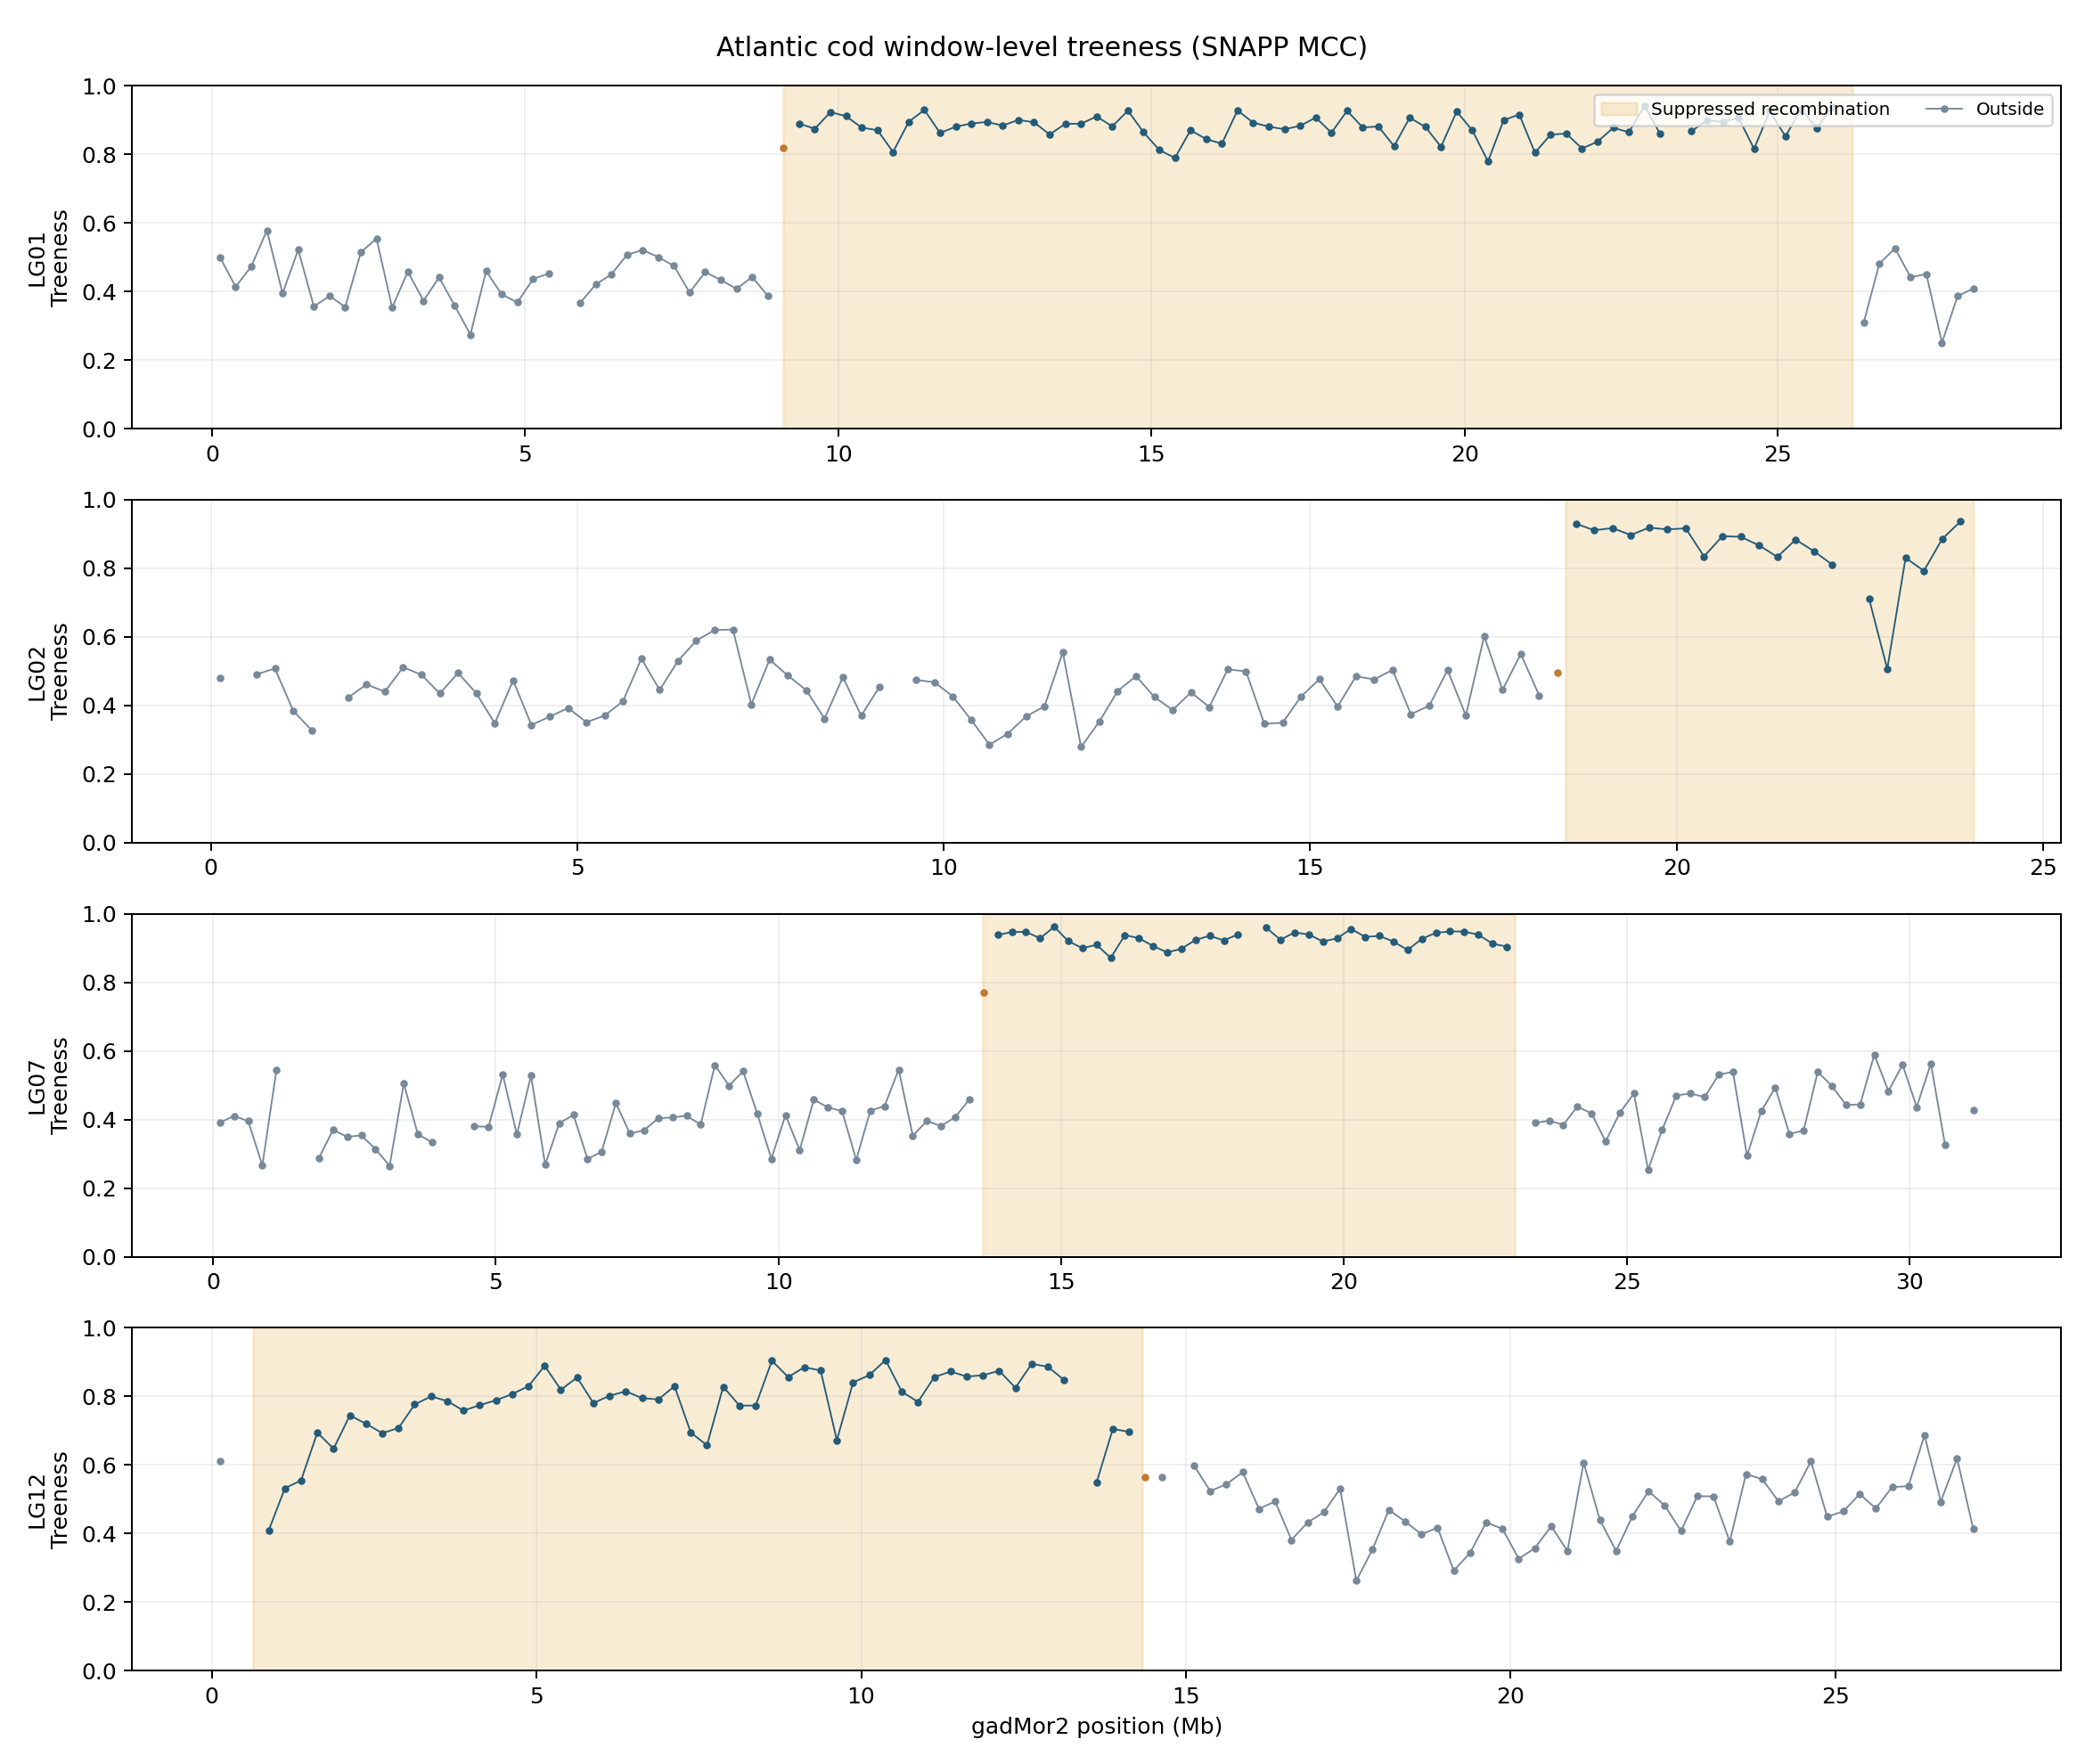 Atlantic cod window-level treeness (SNAPP MCC)
1.0
0.8
0.6
0.4
0.2
0.0
LG01
Treeness
Suppressed recombination
Outside
0 5 10 15 20 25
1.0
0.8
0.6
0.4
0.2
0.0
LG02
Treeness
0 5 10 15 20 25
1.0
0.8
0.6
0.4
0.2
0.0
LG07
Treeness
0 5 10 15 20 25 30
1.0
0.8
0.6
0.4
0.2
0.0
LG12
Treeness
0 5 10 15 20 25
gadMor2 position (Mb)